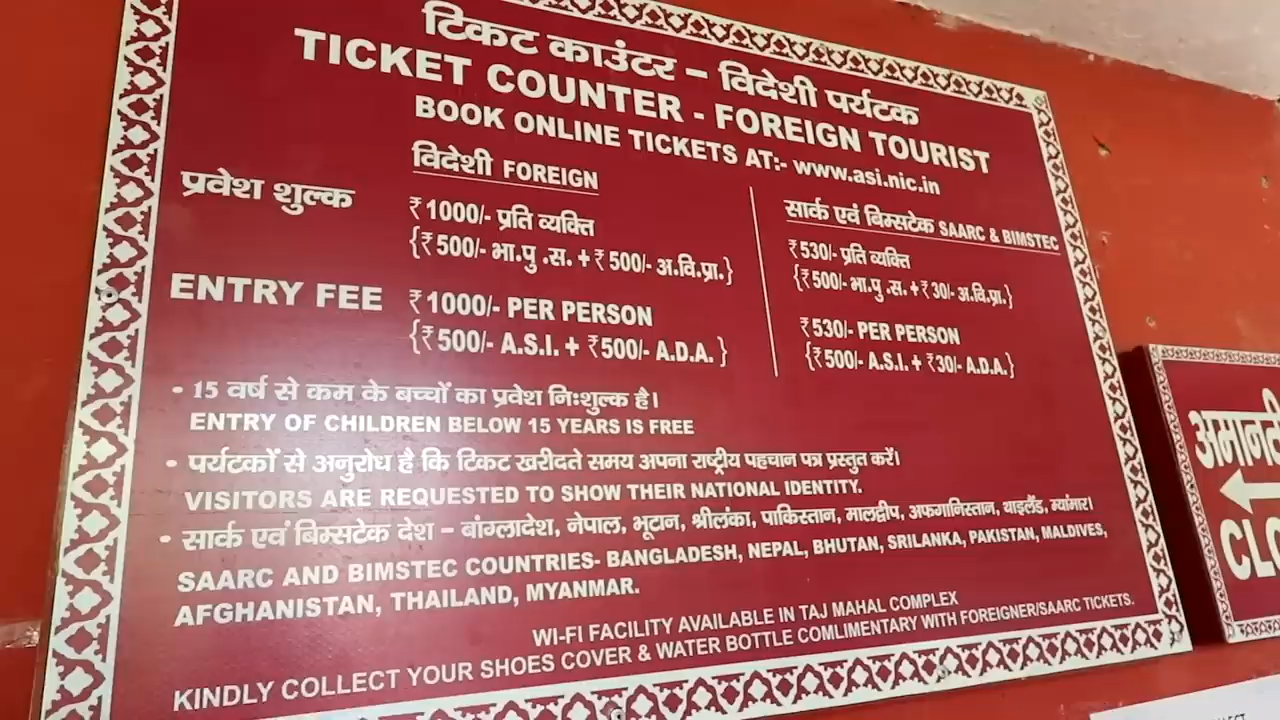 टिकट काउंटर – विदेशी पर्यटक
TICKET COUNTER - FOREIGN TOURIST
BOOK ONLINE TICKETS AT:- www.asi.nic.in
विदेशी FOREIGN
प्रवेश शुल्क
₹1000/- प्रति व्यक्ति
{₹500/- भा.पु .स. + ₹500/- अ.वि.प्रा.}
ENTRY FEE
₹1000/- PER PERSON
{₹500/- A.S.I. + ₹500/- A.D.A.}
सार्क एवं बिम्सटेक SAARC & BIMSTEC
₹530/- प्रति व्यक्ति
{₹500/- भा.पु .स. +₹30/- अ.वि.प्रा.}
₹530/- PER PERSON
{₹500/- A.S.I. + ₹30/- A.D.A.}
• 15 वर्ष से कम के बच्चों का प्रवेश निःशुल्क है।
ENTRY OF CHILDREN BELOW 15 YEARS IS FREE
• पर्यटकों से अनुरोध है कि टिकट खरीदते समय अपना राष्ट्रीय पहचान पत्र प्रस्तुत करें।
VISITORS ARE REQUESTED TO SHOW THEIR NATIONAL IDENTITY.
• सार्क एवं बिम्सटेक देश – बांग्लादेश, नेपाल, भूटान, श्रीलंका, पाकिस्तान, मालद्वीप, अफगानिस्तान, थाइलैंड, म्यांमार।
SAARC AND BIMSTEC COUNTRIES- BANGLADESH, NEPAL, BHUTAN, SRILANKA, PAKISTAN, MALDIVES,
AFGHANISTAN, THAILAND, MYANMAR.
WI-FI FACILITY AVAILABLE IN TAJ MAHAL COMPLEX
KINDLY COLLECT YOUR SHOES COVER & WATER BOTTLE COMLIMENTARY WITH FOREIGNER/SAARC TICKETS.